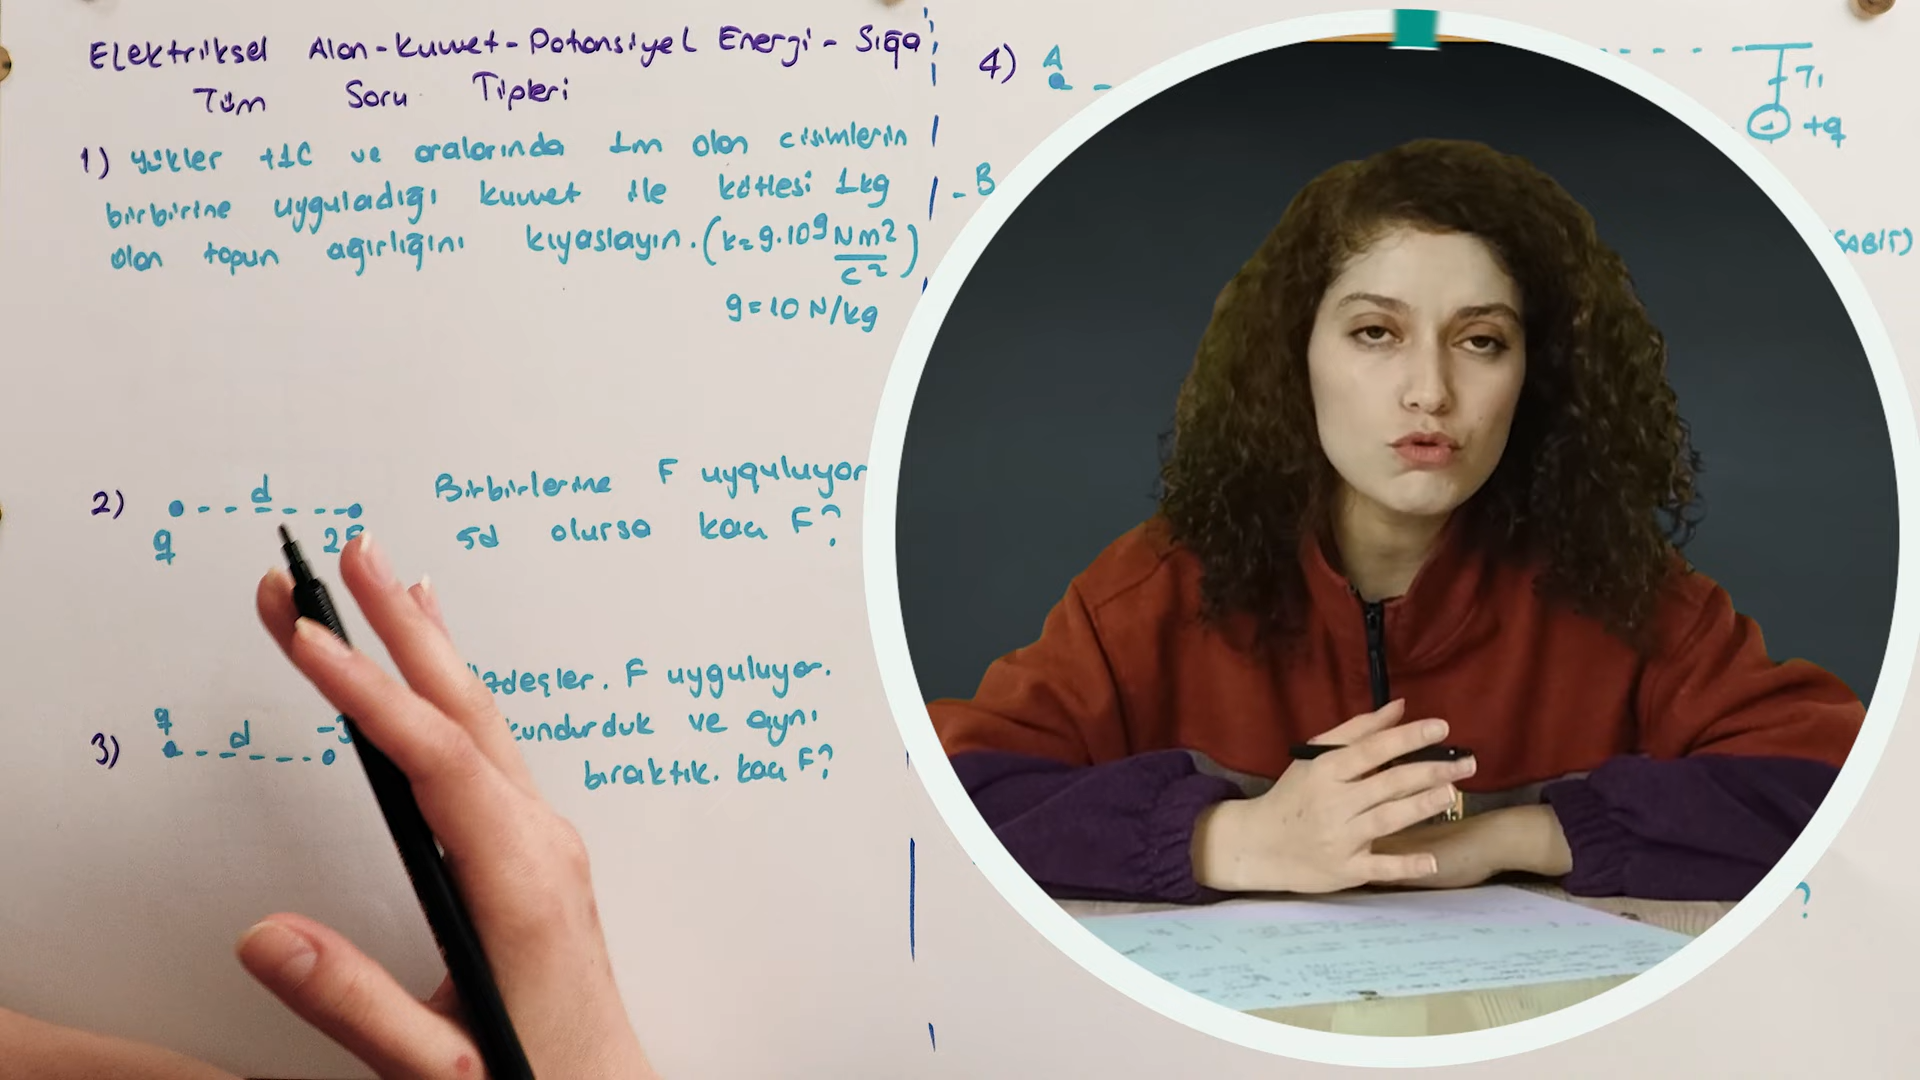 Elektriksel Alan-Kuvvet-Potansiyel Enerji-Sığa
Tüm Soru Tipleri
1) Yükler +1C ve aralarında 1m olan cisimlerin
birbirine uyguladığı kuvvet ile kütlesi 1kg
olan topun ağırlığını kıyaslayın. (k=9.10⁹ Nm²/C²)
g=10 N/kg
2) d
q
Birbirlerine F uyguluyor
5d olursa kaç F?
3) q d
F uyguluyor.
ve aynı
bıraktık. kaç F?
4) A
B
T₁
+q
?